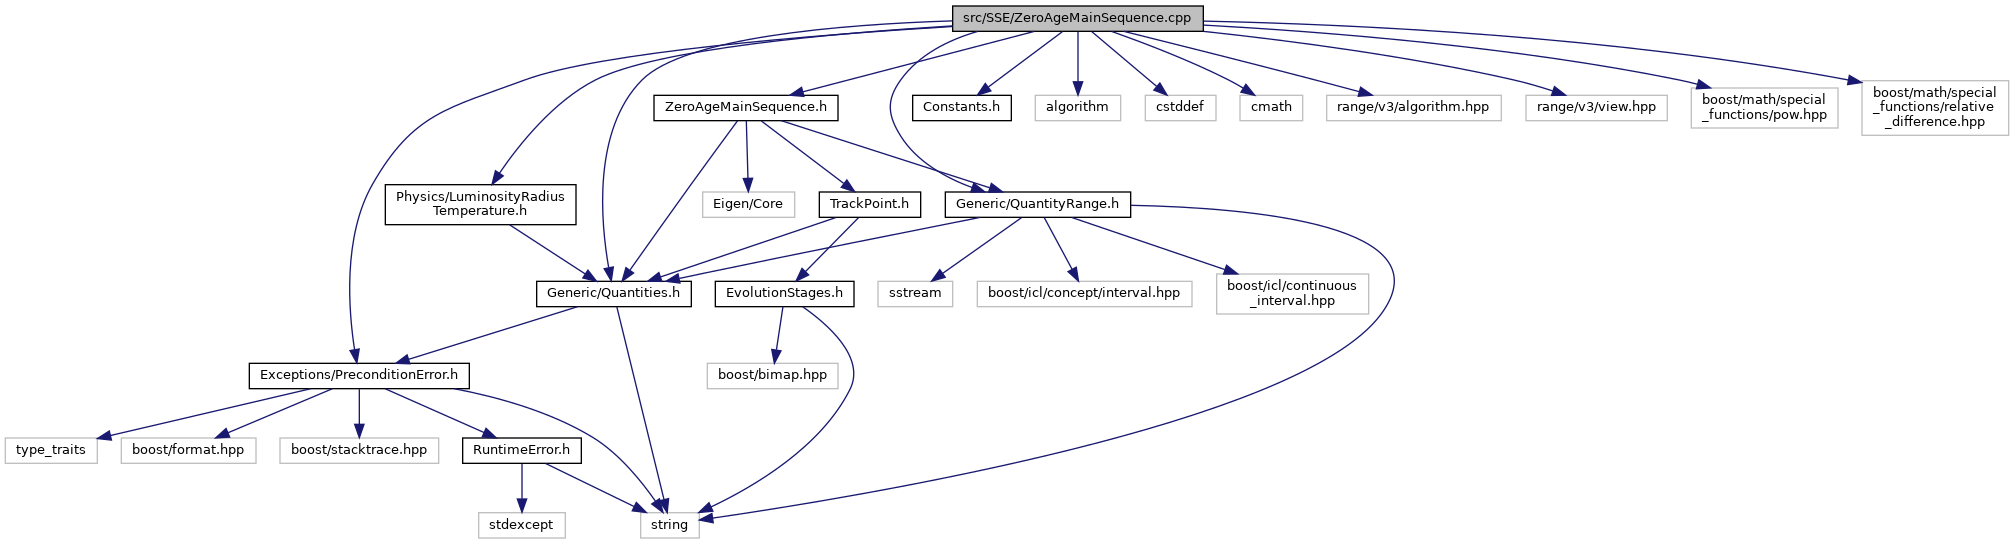 src/SSE/ZeroAgeMainSequence.cpp
ZeroAgeMainSequence.h
Constants.h
algorithm
cstddef
cmath
range/v3/algorithm.hpp
range/v3/view.hpp
boost/math/special
_functions/pow.hpp
boost/math/special
_functions/relative
_difference.hpp
Physics/LuminosityRadius
Temperature.h
Eigen/Core
TrackPoint.h
Generic/QuantityRange.h
Generic/Quantities.h
EvolutionStages.h
sstream
boost/icl/concept/interval.hpp
boost/icl/continuous
_interval.hpp
Exceptions/PreconditionError.h
boost/bimap.hpp
type_traits
boost/format.hpp
boost/stacktrace.hpp
RuntimeError.h
stdexcept
string